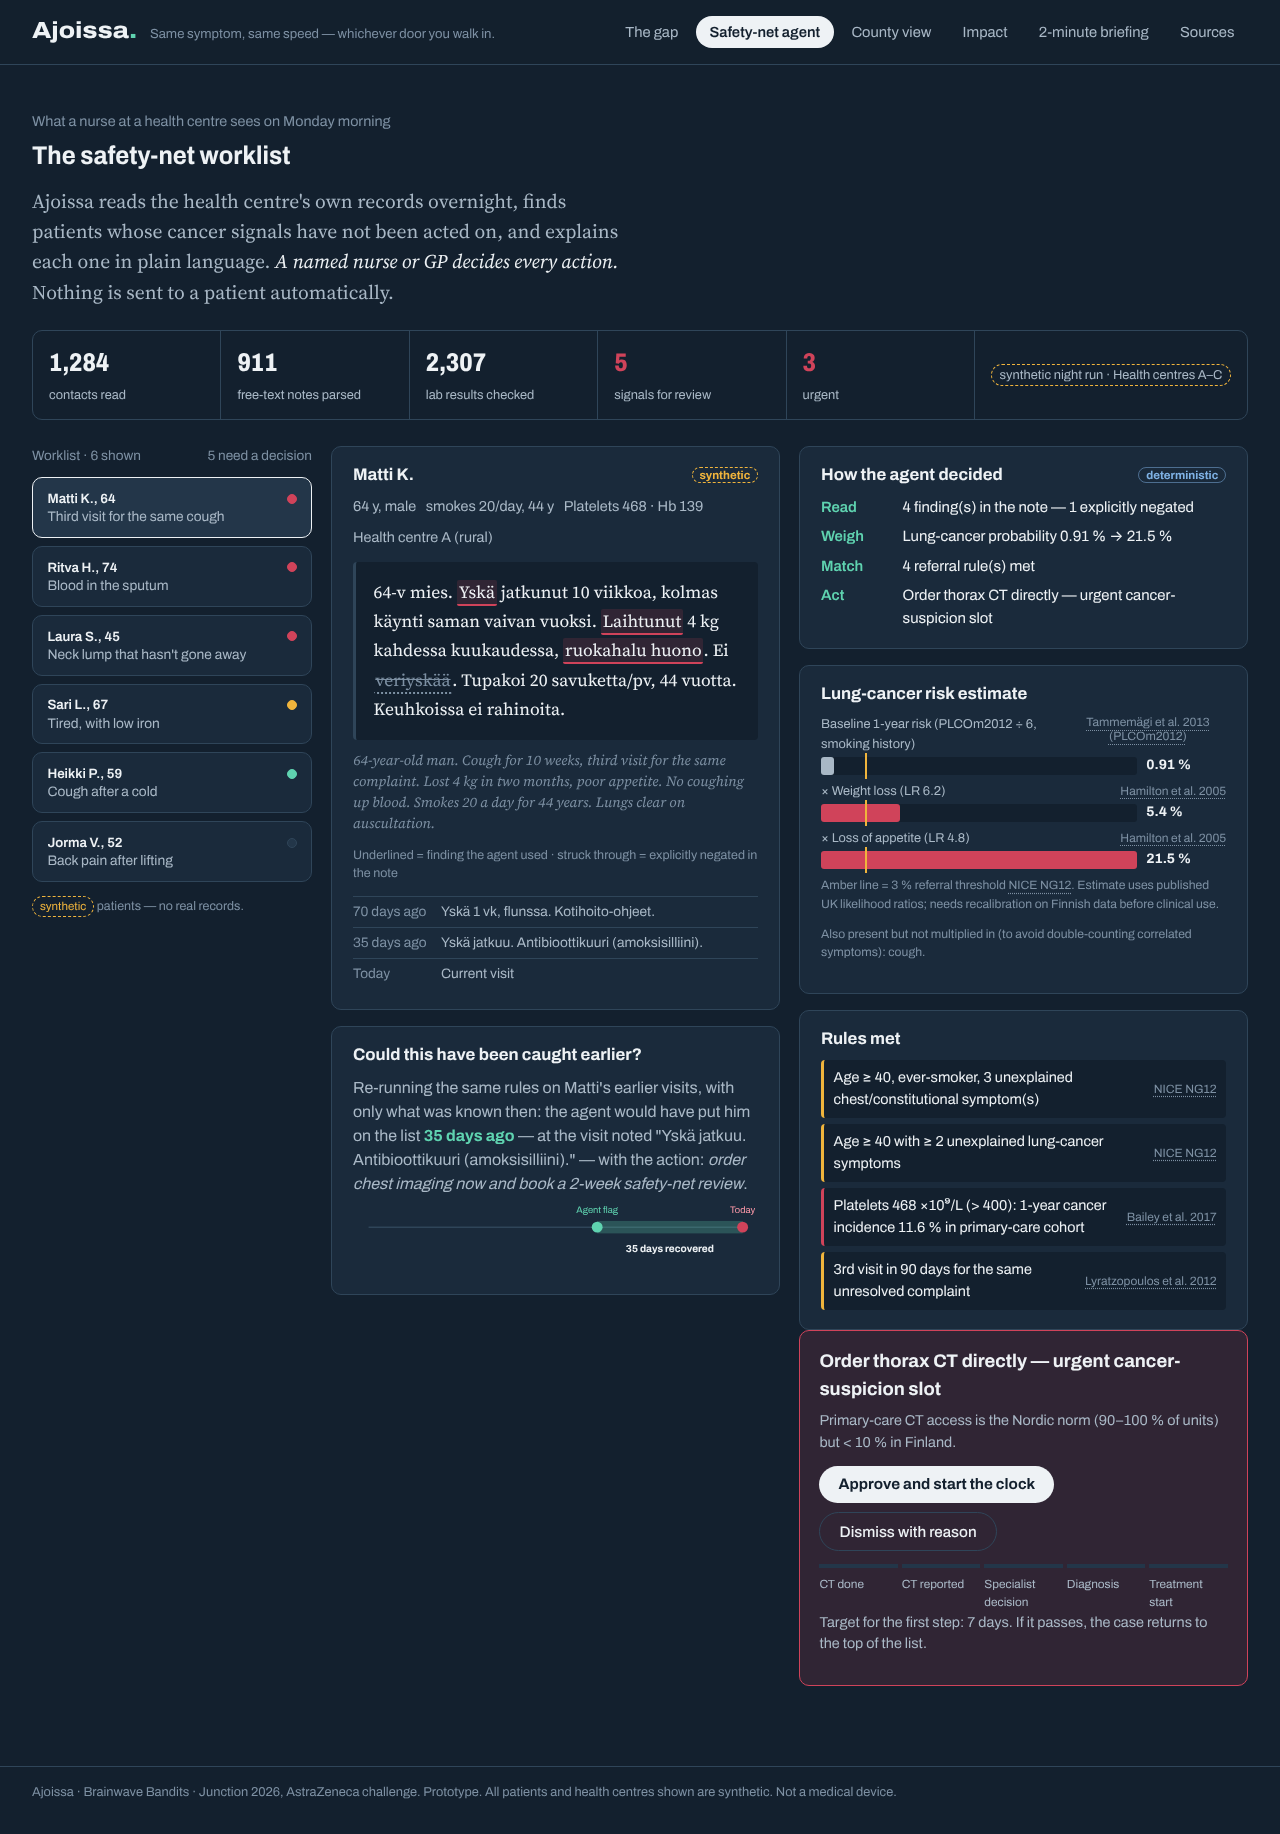 Ajoissa.
Same symptom, same speed — whichever door you walk in.
The gap
Safety-net agent
County view
Impact
2-minute briefing
Sources
What a nurse at a health centre sees on Monday morning
The safety-net worklist
Ajoissa reads the health centre's own records overnight, finds
patients whose cancer signals have not been acted on, and explains
each one in plain language. A named nurse or GP decides every action.
Nothing is sent to a patient automatically.
1,284
contacts read
911
free-text notes parsed
2,307
lab results checked
5
signals for review
3
urgent
synthetic night run · Health centres A–C
Worklist · 6 shown
5 need a decision
Matti K., 64
Third visit for the same cough
Ritva H., 74
Blood in the sputum
Laura S., 45
Neck lump that hasn't gone away
Sari L., 67
Tired, with low iron
Heikki P., 59
Cough after a cold
Jorma V., 52
Back pain after lifting
synthetic patients — no real records.
Matti K.
synthetic
64 y, male smokes 20/day, 44 y Platelets 468 · Hb 139
Health centre A (rural)
64-v mies. Yskä jatkunut 10 viikkoa, kolmas
käynti saman vaivan vuoksi. Laihtunut 4 kg
kahdessa kuukaudessa, ruokahalu huono. Ei
veriyskää. Tupakoi 20 savuketta/pv, 44 vuotta.
Keuhkoissa ei rahinoita.
64-year-old man. Cough for 10 weeks, third visit for the same
complaint. Lost 4 kg in two months, poor appetite. No coughing
up blood. Smokes 20 a day for 44 years. Lungs clear on
auscultation.
Underlined = finding the agent used · struck through = explicitly negated in
the note
70 days ago Yskä 1 vk, flunssa. Kotihoito-ohjeet.
35 days ago Yskä jatkuu. Antibioottikuuri (amoksisilliini).
Today Current visit
Could this have been caught earlier?
Re-running the same rules on Matti's earlier visits, with
only what was known then: the agent would have put him
on the list 35 days ago — at the visit noted "Yskä jatkuu.
Antibioottikuuri (amoksisilliini)." — with the action: order
chest imaging now and book a 2-week safety-net review.
Agent flag
Today
35 days recovered
How the agent decided
deterministic
Read 4 finding(s) in the note — 1 explicitly negated
Weigh Lung-cancer probability 0.91 % → 21.5 %
Match 4 referral rule(s) met
Act Order thorax CT directly — urgent cancer-
suspicion slot
Lung-cancer risk estimate
Baseline 1-year risk (PLCOm2012 ÷ 6,
smoking history)
Tammemägi et al. 2013
(PLCOm2012)
0.91 %
× Weight loss (LR 6.2)
Hamilton et al. 2005
5.4 %
× Loss of appetite (LR 4.8)
Hamilton et al. 2005
21.5 %
Amber line = 3 % referral threshold NICE NG12. Estimate uses published
UK likelihood ratios; needs recalibration on Finnish data before clinical use.
Also present but not multiplied in (to avoid double-counting correlated
symptoms): cough.
Rules met
Age ≥ 40, ever-smoker, 3 unexplained
chest/constitutional symptom(s)
NICE NG12
Age ≥ 40 with ≥ 2 unexplained lung-cancer
symptoms
NICE NG12
Platelets 468 ×10⁹/L (> 400): 1-year cancer
incidence 11.6 % in primary-care cohort
Bailey et al. 2017
3rd visit in 90 days for the same
unresolved complaint
Lyratzopoulos et al. 2012
Order thorax CT directly — urgent cancer-
suspicion slot
Primary-care CT access is the Nordic norm (90–100 % of units)
but < 10 % in Finland.
Approve and start the clock
Dismiss with reason
CT done
CT reported
Specialist
decision
Diagnosis
Treatment
start
Target for the first step: 7 days. If it passes, the case returns to
the top of the list.
Ajoissa · Brainwave Bandits · Junction 2026, AstraZeneca challenge. Prototype. All patients and health centres shown are synthetic. Not a medical device.